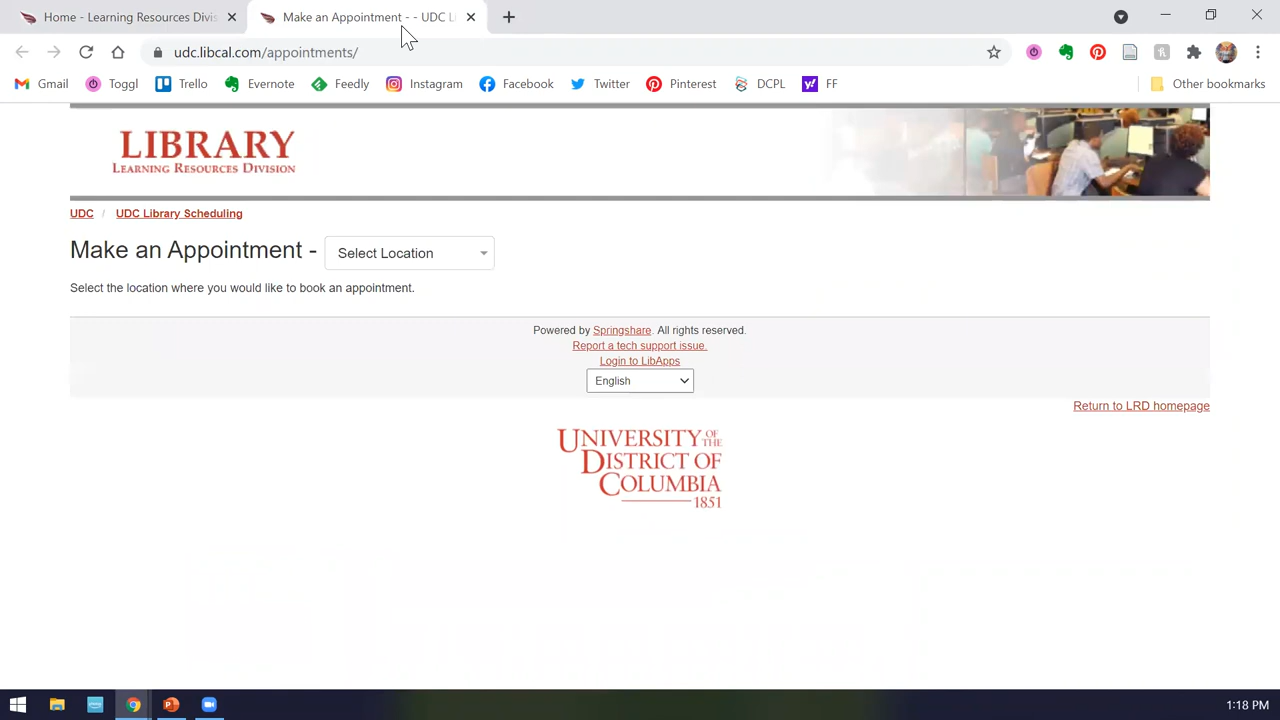 Home - Learning Resources Divis
Make an Appointment - - UDC Li
udc.libcal.com/appointments/
Gmail
Toggl
Trello
Evernote
Feedly
Instagram
Facebook
Twitter
Pinterest
DCPL
FF
Other bookmarks
LIBRARY
LEARNING RESOURCES DIVISION
UDC / UDC Library Scheduling
Make an Appointment - Select Location
Select the location where you would like to book an appointment.
Powered by Springshare. All rights reserved.
Report a tech support issue.
Login to LibApps
English
Return to LRD homepage
UNIVERSITY OF THE
DISTRICT OF
COLUMBIA
1851
1:18 PM